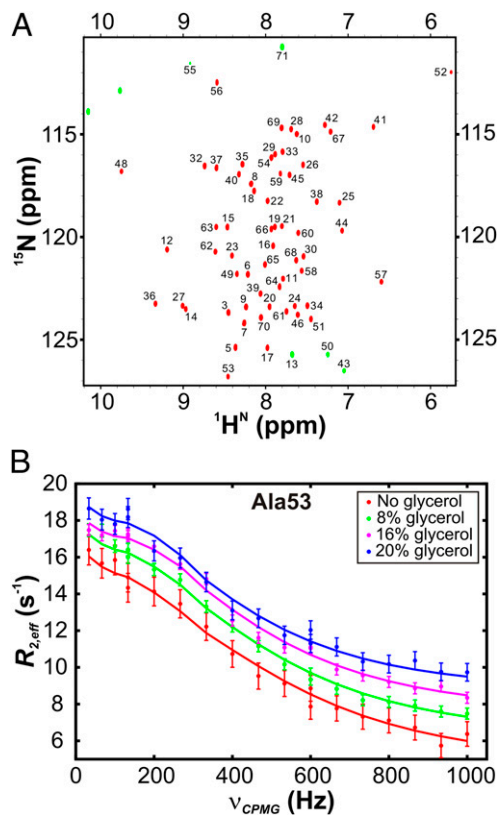 A
10 9 8 7 6
71
55
56
52
69 28 42 41
10 67
115
29 33
54 26
48 32 37 35
40 8 59 45
18 38 25
22
63 15 19 21 44
66 60
120
12 62 23 16 30
65 68
49 6 58
64 11 57
39
36 27 9 20 24 34
14 3 61 46
7 70 51
125
5 17 13 50 43
53
15N (ppm)
10 9 8 7 6
1HN (ppm)
B
Ala53
No glycerol
8% glycerol
16% glycerol
20% glycerol
20
18
16
14
12
10
8
6
R2,eff (s-1)
0 200 400 600 800 1000
νCPMG (Hz)